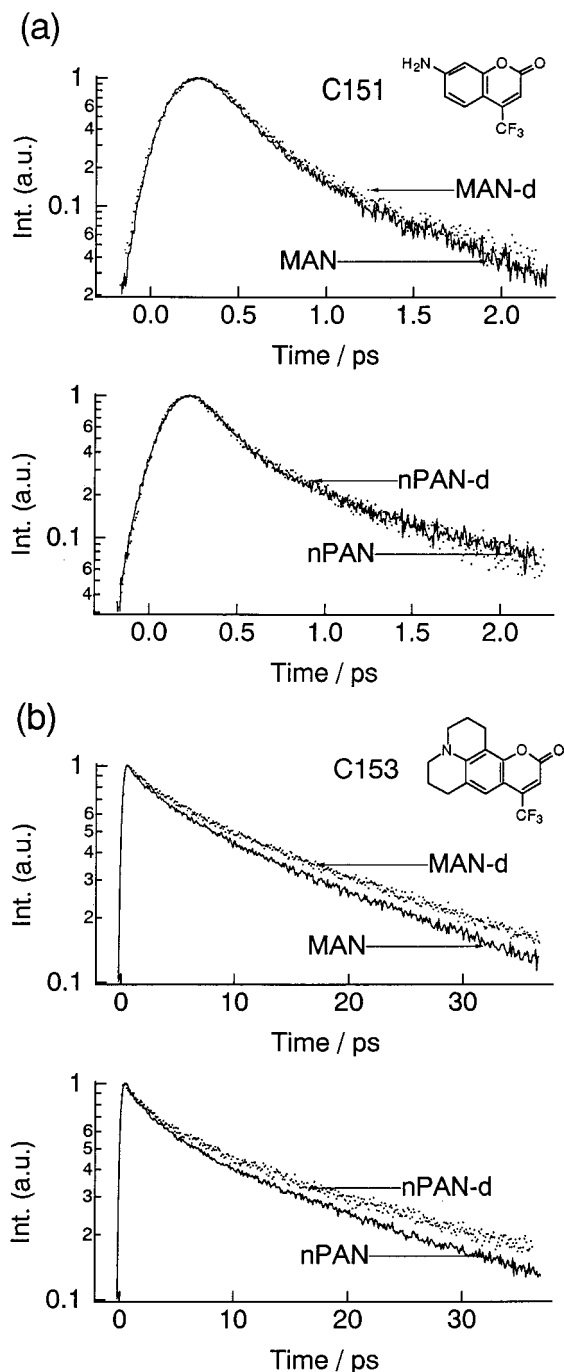 (a)
C151
H₂N
O
O
CF₃
Int. (a.u.)
1
6
4
2
0.1
6
4
2
MAN-d
MAN
0.0 0.5 1.0 1.5 2.0
Time / ps
Int. (a.u.)
1
6
4
2
0.1
6
4
nPAN-d
nPAN
0.0 0.5 1.0 1.5 2.0
Time / ps
(b)
C153
N
O
O
CF₃
Int. (a.u.)
1
6
5
4
3
2
0.1
MAN-d
MAN
0 10 20 30
Time / ps
Int. (a.u.)
1
6
5
4
3
2
0.1
nPAN-d
nPAN
0 10 20 30
Time / ps